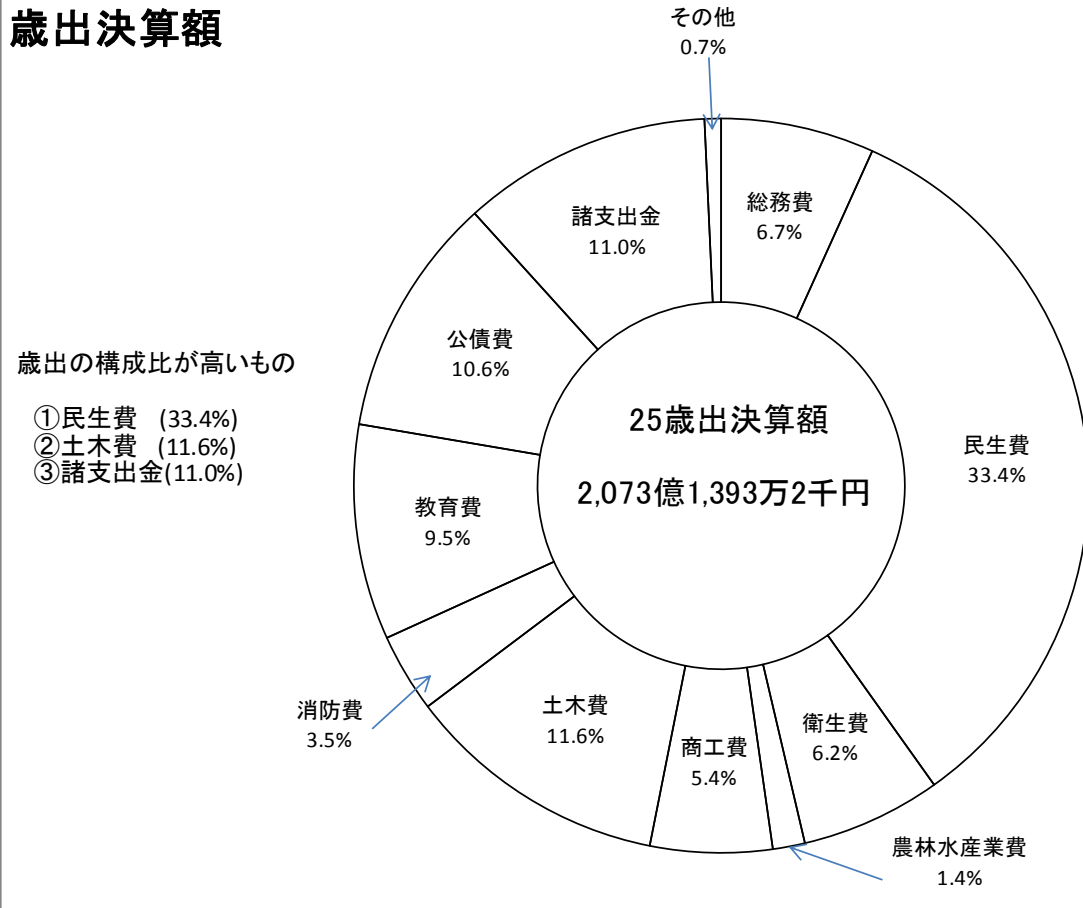 歳出決算額
その他
0.7%
総務費
6.7%
諸支出金
11.0%
公債費
10.6%
歳出の構成比が高いもの
①民生費 (33.4%)
②土木費 (11.6%)
③諸支出金(11.0%)
25歳出決算額
2,073億1,393万2千円
民生費
33.4%
教育費
9.5%
消防費
3.5%
土木費
11.6%
商工費
5.4%
衛生費
6.2%
農林水産業費
1.4%